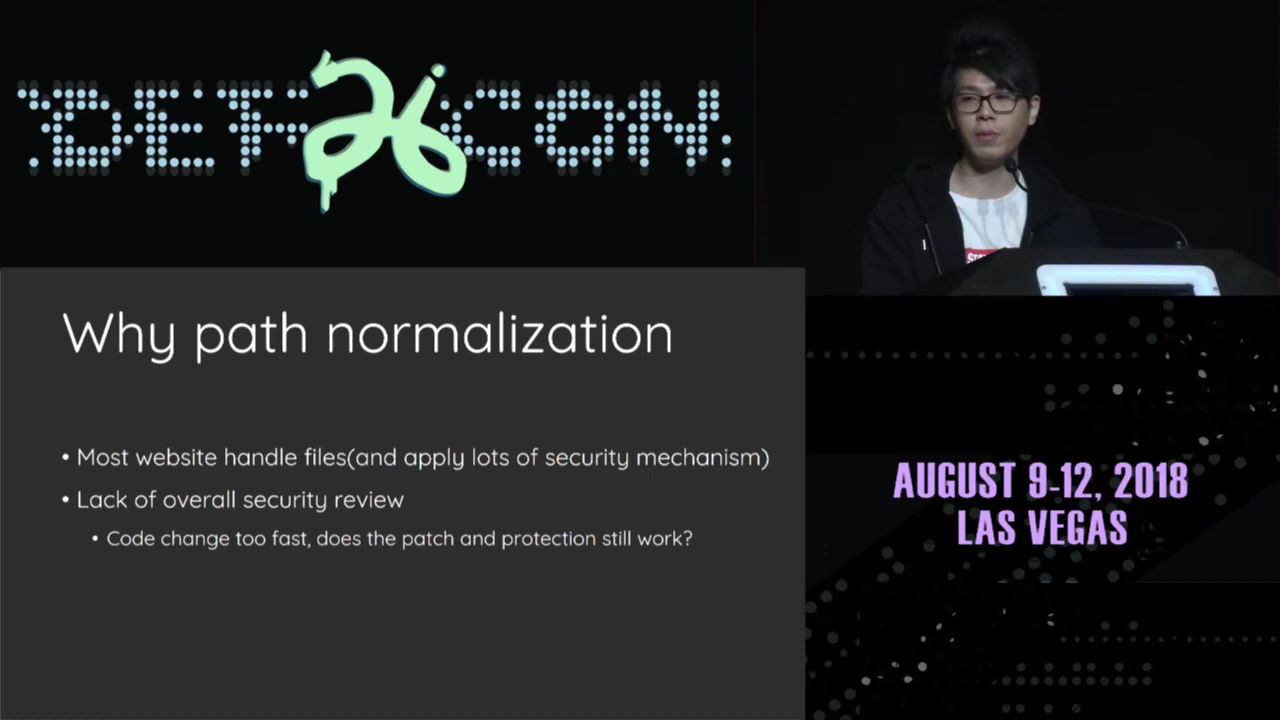 DEF 26 CON
Why path normalization
• Most website handle files(and apply lots of security mechanism)
• Lack of overall security review
• Code change too fast, does the patch and protection still work?
AUGUST 9-12, 2018
LAS VEGAS